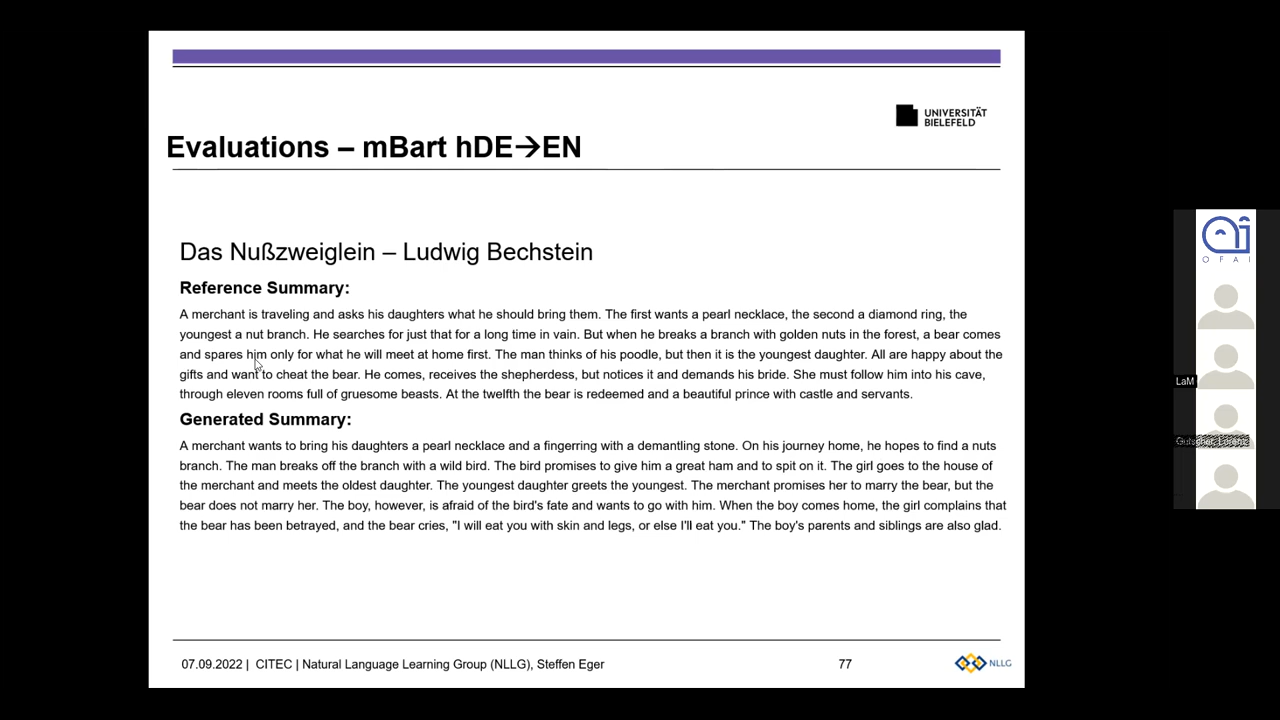 UNIVERSITÄT
BIELEFELD
Evaluations – mBart hDE→EN
Das Nußzweiglein – Ludwig Bechstein
Reference Summary:
A merchant is traveling and asks his daughters what he should bring them. The first wants a pearl necklace, the second a diamond ring, the
youngest a nut branch. He searches for just that for a long time in vain. But when he breaks a branch with golden nuts in the forest, a bear comes
and spares him only for what he will meet at home first. The man thinks of his poodle, but then it is the youngest daughter. All are happy about the
gifts and want to cheat the bear. He comes, receives the shepherdess, but notices it and demands his bride. She must follow him into his cave,
through eleven rooms full of gruesome beasts. At the twelfth the bear is redeemed and a beautiful prince with castle and servants.
Generated Summary:
A merchant wants to bring his daughters a pearl necklace and a fingerring with a demantling stone. On his journey home, he hopes to find a nuts
branch. The man breaks off the branch with a wild bird. The bird promises to give him a great ham and to spit on it. The girl goes to the house of
the merchant and meets the oldest daughter. The youngest daughter greets the youngest. The merchant promises her to marry the bear, but the
bear does not marry her. The boy, however, is afraid of the bird's fate and wants to go with him. When the boy comes home, the girl complains that
the bear has been betrayed, and the bear cries, "I will eat you with skin and legs, or else I'll eat you." The boy's parents and siblings are also glad.
07.09.2022 | CITEC | Natural Language Learning Group (NLLG), Steffen Eger
77
NLLG
OFAI
LaM